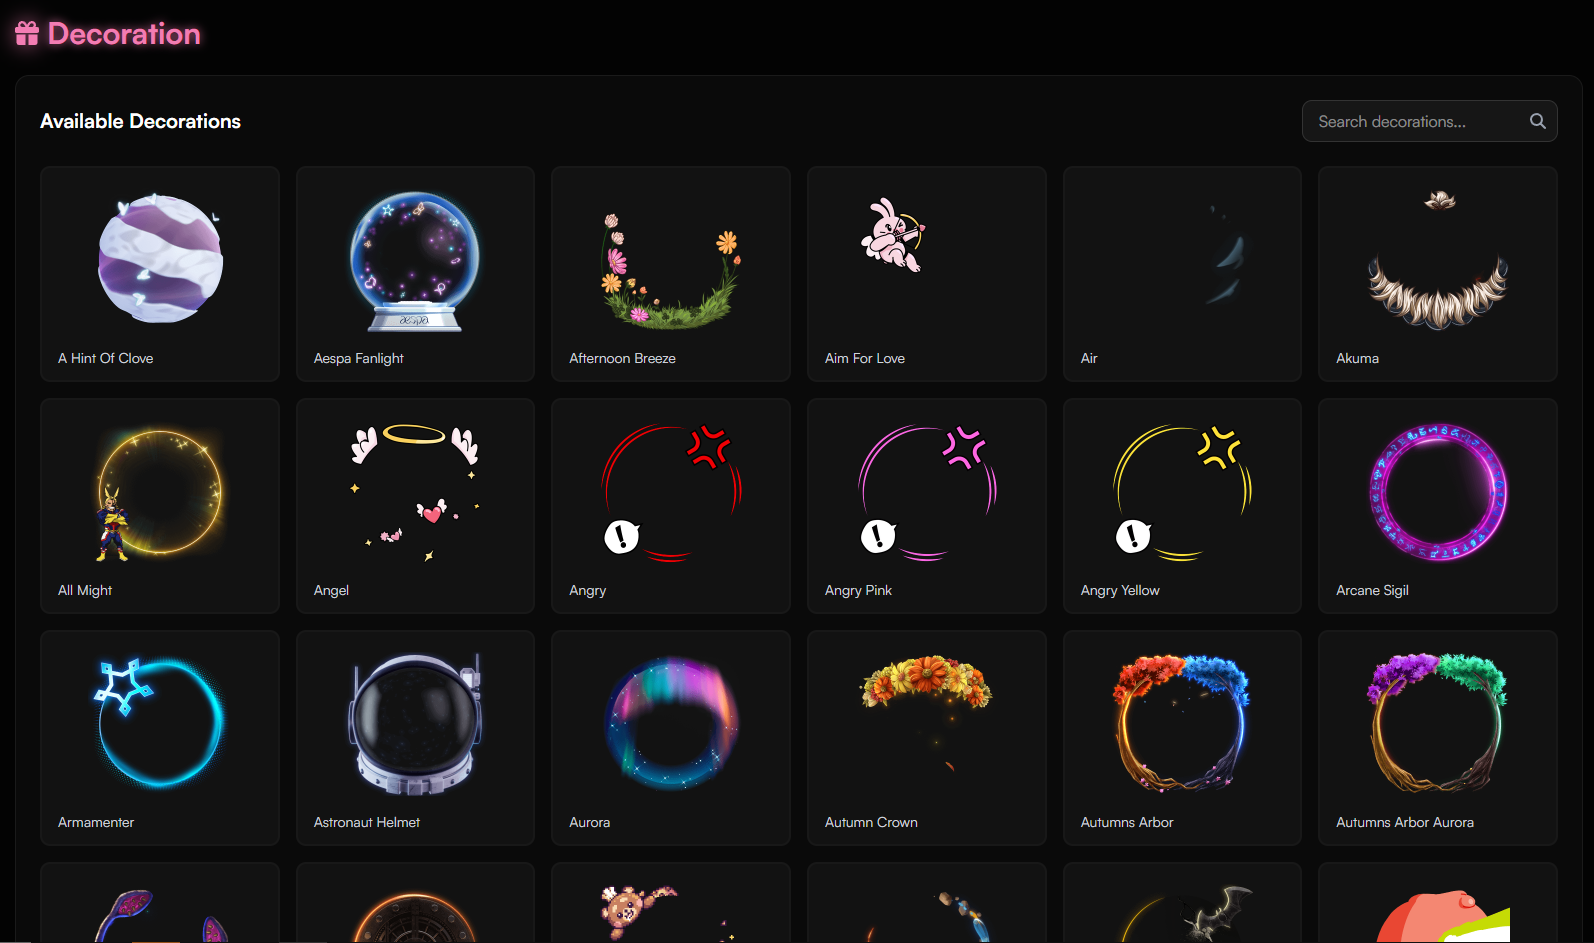 Decoration
Available Decorations
Search decorations...
aespa
A Hint Of Clove
Aespa Fanlight
Afternoon Breeze
Aim For Love
Air
Akuma
!
!
!
All Might
Angel
Angry
Angry Pink
Angry Yellow
Arcane Sigil
Armamenter
Astronaut Helmet
Aurora
Autumn Crown
Autumns Arbor
Autumns Arbor Aurora